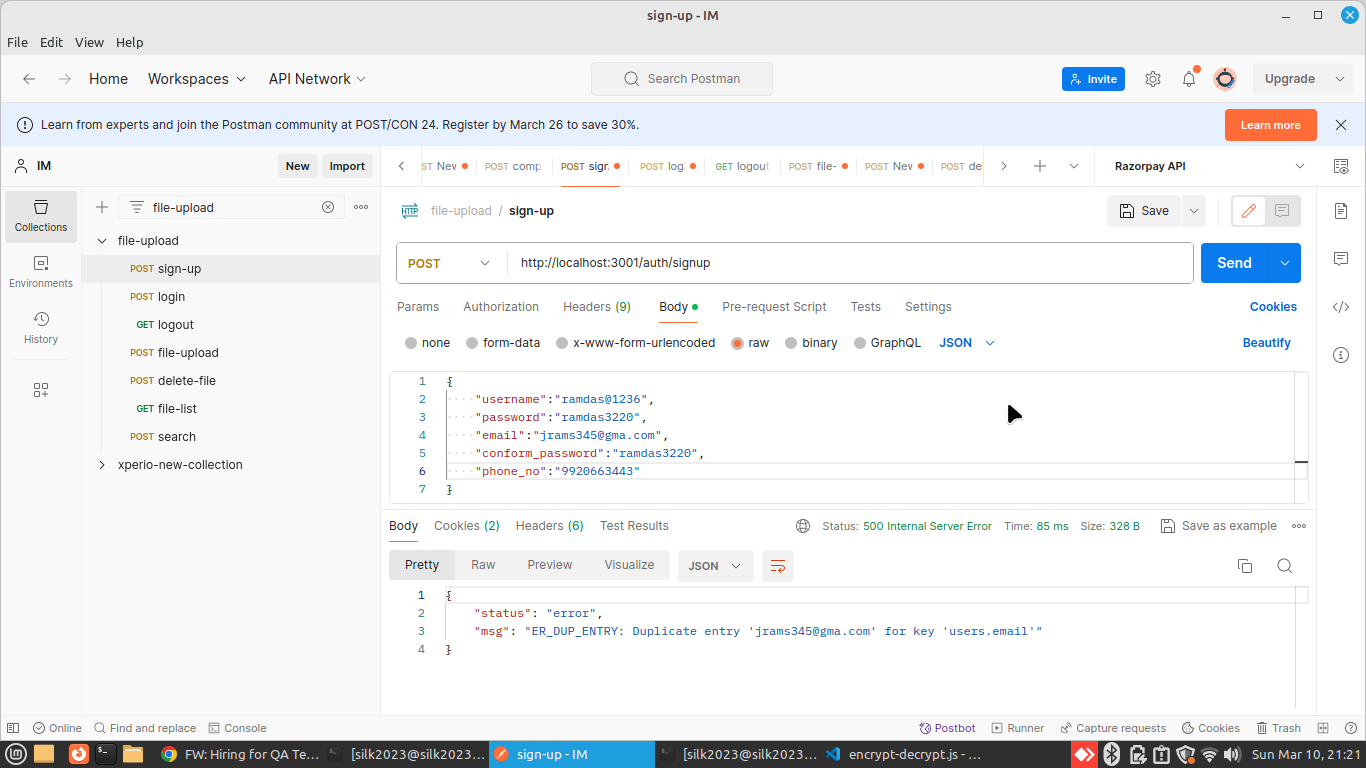 sign-up - IM
File Edit View Help
Home Workspaces API Network Search Postman Invite Upgrade
Learn from experts and join the Postman community at POST/CON 24. Register by March 26 to save 30%. Learn more
IM New Import ST New POST comp POST sign POST log GET logout POST file- POST New POST del Razorpay API
file-upload
Collections
Environments
History
file-upload
POST sign-up
POST login
GET logout
POST file-upload
POST delete-file
GET file-list
POST search
xperio-new-collection
HTTP file-upload / sign-up Save
POST http://localhost:3001/auth/signup Send
Params Authorization Headers (9) Body Pre-request Script Tests Settings Cookies
none form-data x-www-form-urlencoded raw binary GraphQL JSON Beautify
1 {
2 ····"username":"ramdas@1236",
3 ····"password":"ramdas3220",
4 ····"email":"jrams345@gma.com",
5 ····"conform_password":"ramdas3220",
6 ····"phone_no":"9920663443"
7 }
Body Cookies (2) Headers (6) Test Results Status: 500 Internal Server Error Time: 85 ms Size: 328 B Save as example
Pretty Raw Preview Visualize JSON
1 {
2 "status": "error",
3 "msg": "ER_DUP_ENTRY: Duplicate entry 'jrams345@gma.com' for key 'users.email'"
4 }
Online Find and replace Console Postbot Runner Capture requests Cookies Trash
FW: Hiring for QA Te... [silk2023@silk2023... sign-up - IM [silk2023@silk2023... encrypt-decrypt.js - ... Sun Mar 10, 21:21